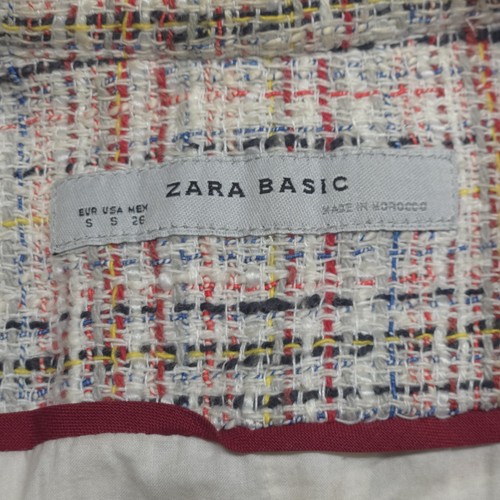 ZARA BASIC
EUR USA MEX
S S 26
MADE IN MOROCCO